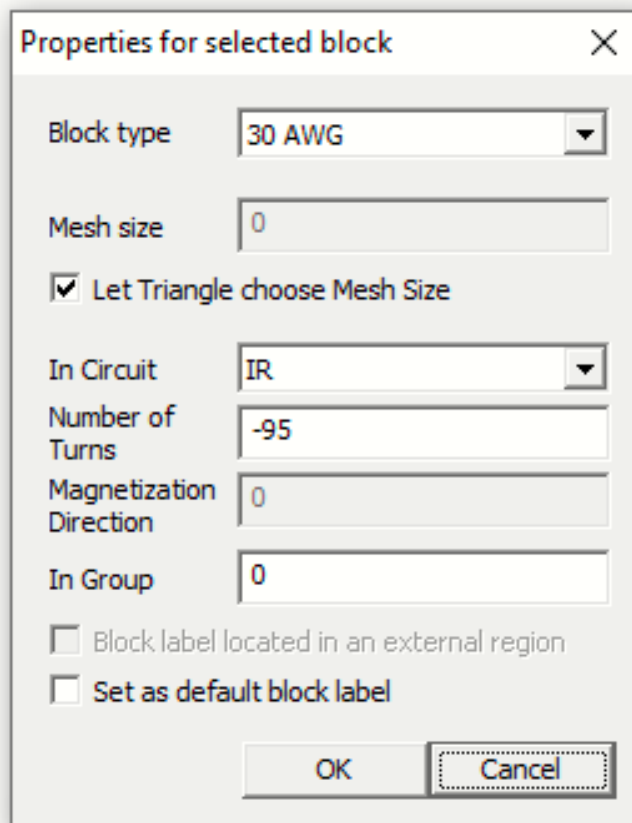 Properties for selected block
Block type 30 AWG
Mesh size 0
Let Triangle choose Mesh Size
In Circuit IR
Number of
Turns -95
Magnetization
Direction 0
In Group 0
Block label located in an external region
Set as default block label
OK Cancel